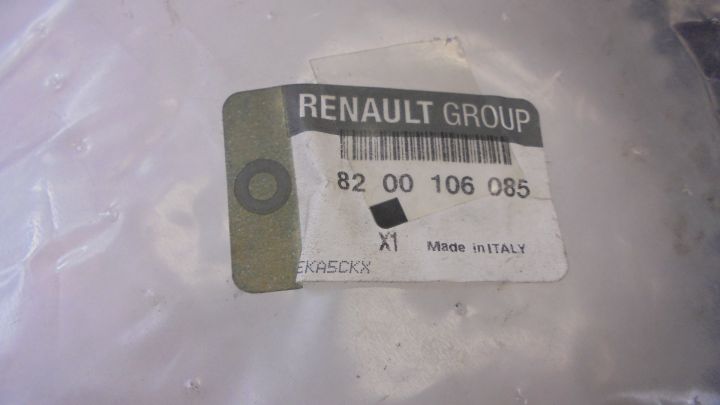 RENAULT GROUP
82 00 106 085
X1 Made in ITALY
EKA5CKX